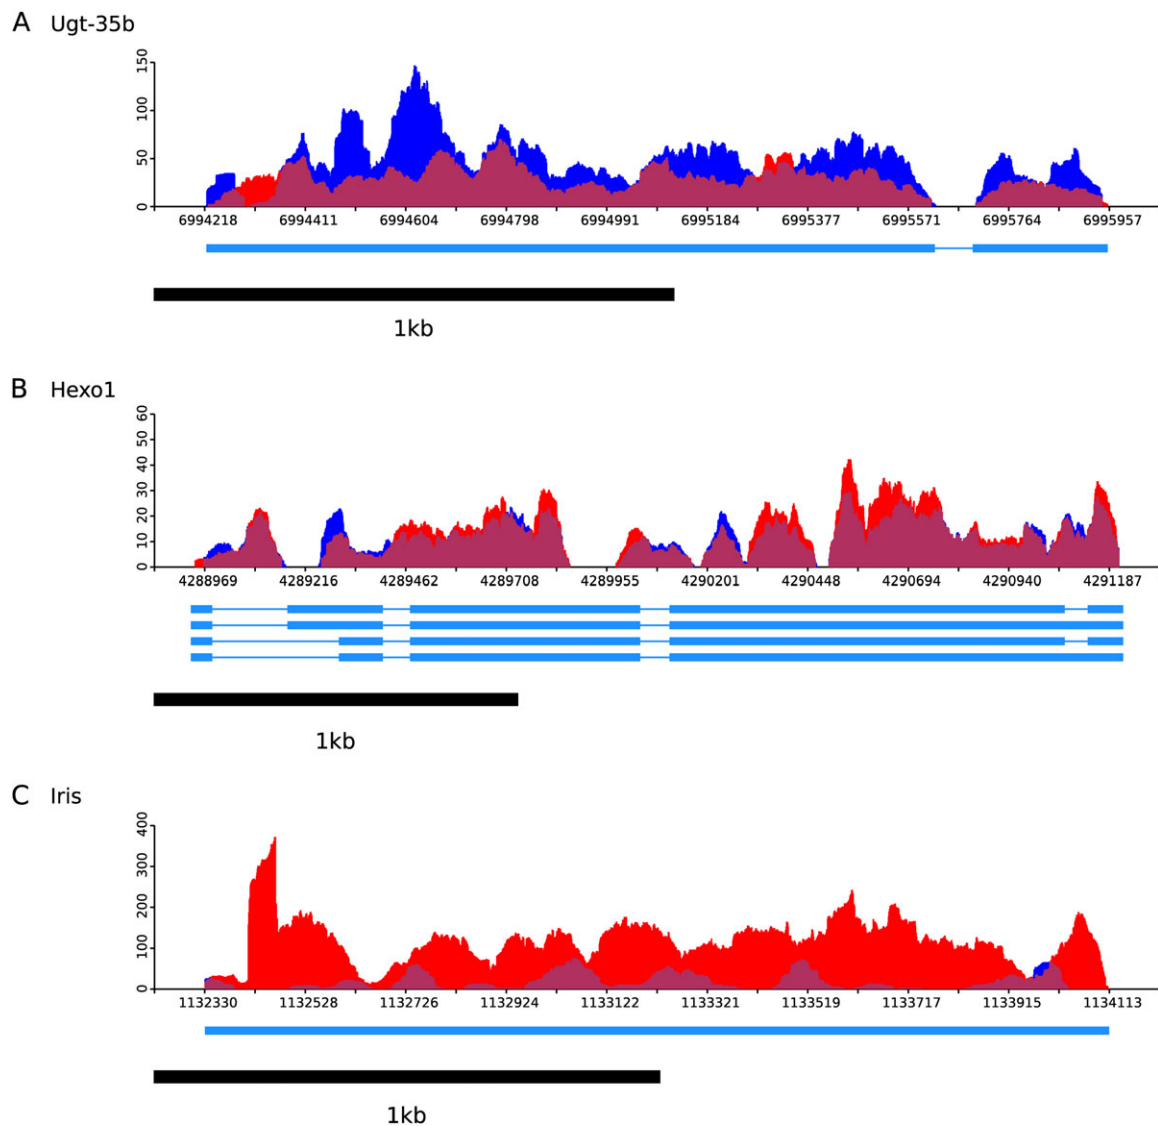 A Ugt-35b
150
100
50
0
6994218 6994411 6994604 6994798 6994991 6995184 6995377 6995571 6995764 6995957
1kb
B Hexo1
60
50
40
30
20
10
0
4288969 4289216 4289462 4289708 4289955 4290201 4290448 4290694 4290940 4291187
1kb
C Iris
400
300
200
100
0
1132330 1132528 1132726 1132924 1133122 1133321 1133519 1133717 1133915 1134113
1kb